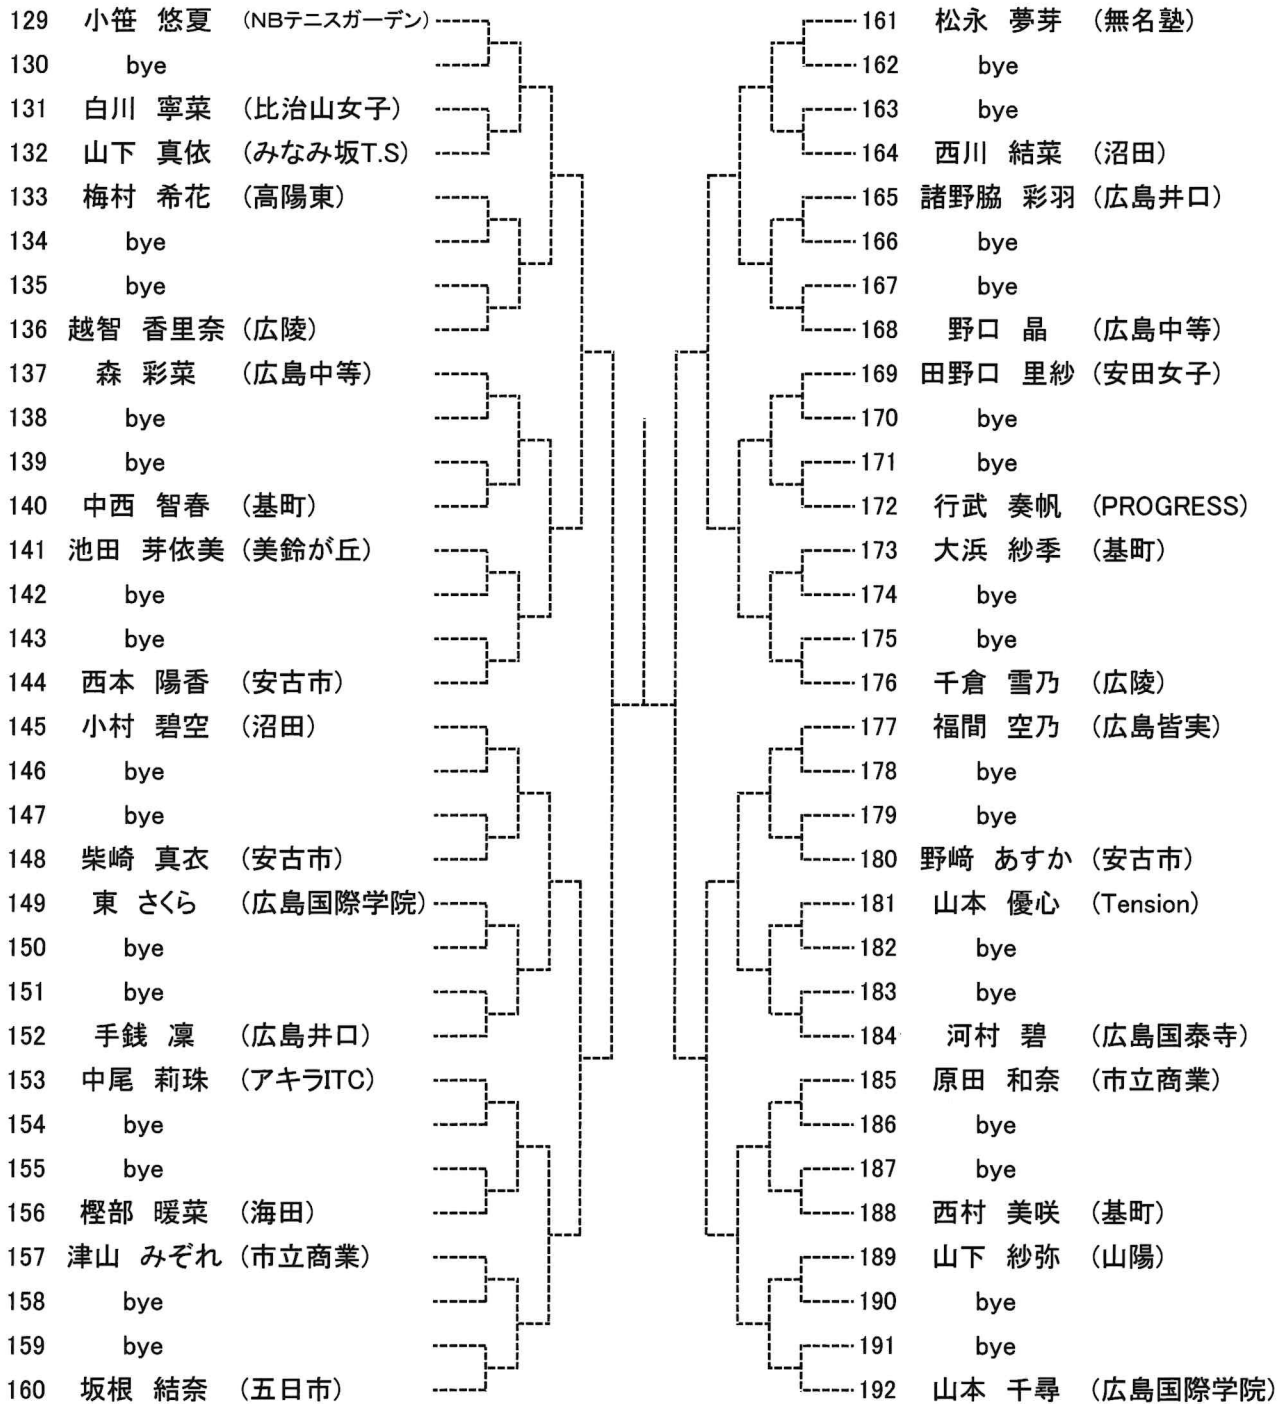 129 小笹 悠夏 (NBテニスガーデン)
130 bye
131 白川 寧菜 (比治山女子)
132 山下 真依 (みなみ坂T.S)
133 梅村 希花 (高陽東)
134 bye
135 bye
136 越智 香里奈 (広陵)
137 森 彩菜 (広島中等)
138 bye
139 bye
140 中西 智春 (基町)
141 池田 芽依美 (美鈴が丘)
142 bye
143 bye
144 西本 陽香 (安古市)
145 小村 碧空 (沼田)
146 bye
147 bye
148 柴崎 真衣 (安古市)
149 東 さくら (広島国際学院)
150 bye
151 bye
152 手銭 凜 (広島井口)
153 中尾 莉珠 (アキラITC)
154 bye
155 bye
156 樫部 暖菜 (海田)
157 津山 みぞれ (市立商業)
158 bye
159 bye
160 坂根 結奈 (五日市)
161 松永 夢芽 (無名塾)
162 bye
163 bye
164 西川 結菜 (沼田)
165 諸野脇 彩羽 (広島井口)
166 bye
167 bye
168 野口 晶 (広島中等)
169 田野口 里紗 (安田女子)
170 bye
171 bye
172 行武 奏帆 (PROGRESS)
173 大浜 紗季 (基町)
174 bye
175 bye
176 千倉 雪乃 (広陵)
177 福間 空乃 (広島皆実)
178 bye
179 bye
180 野﨑 あすか (安古市)
181 山本 優心 (Tension)
182 bye
183 bye
184 河村 碧 (広島国泰寺)
185 原田 和奈 (市立商業)
186 bye
187 bye
188 西村 美咲 (基町)
189 山下 紗弥 (山陽)
190 bye
191 bye
192 山本 千尋 (広島国際学院)